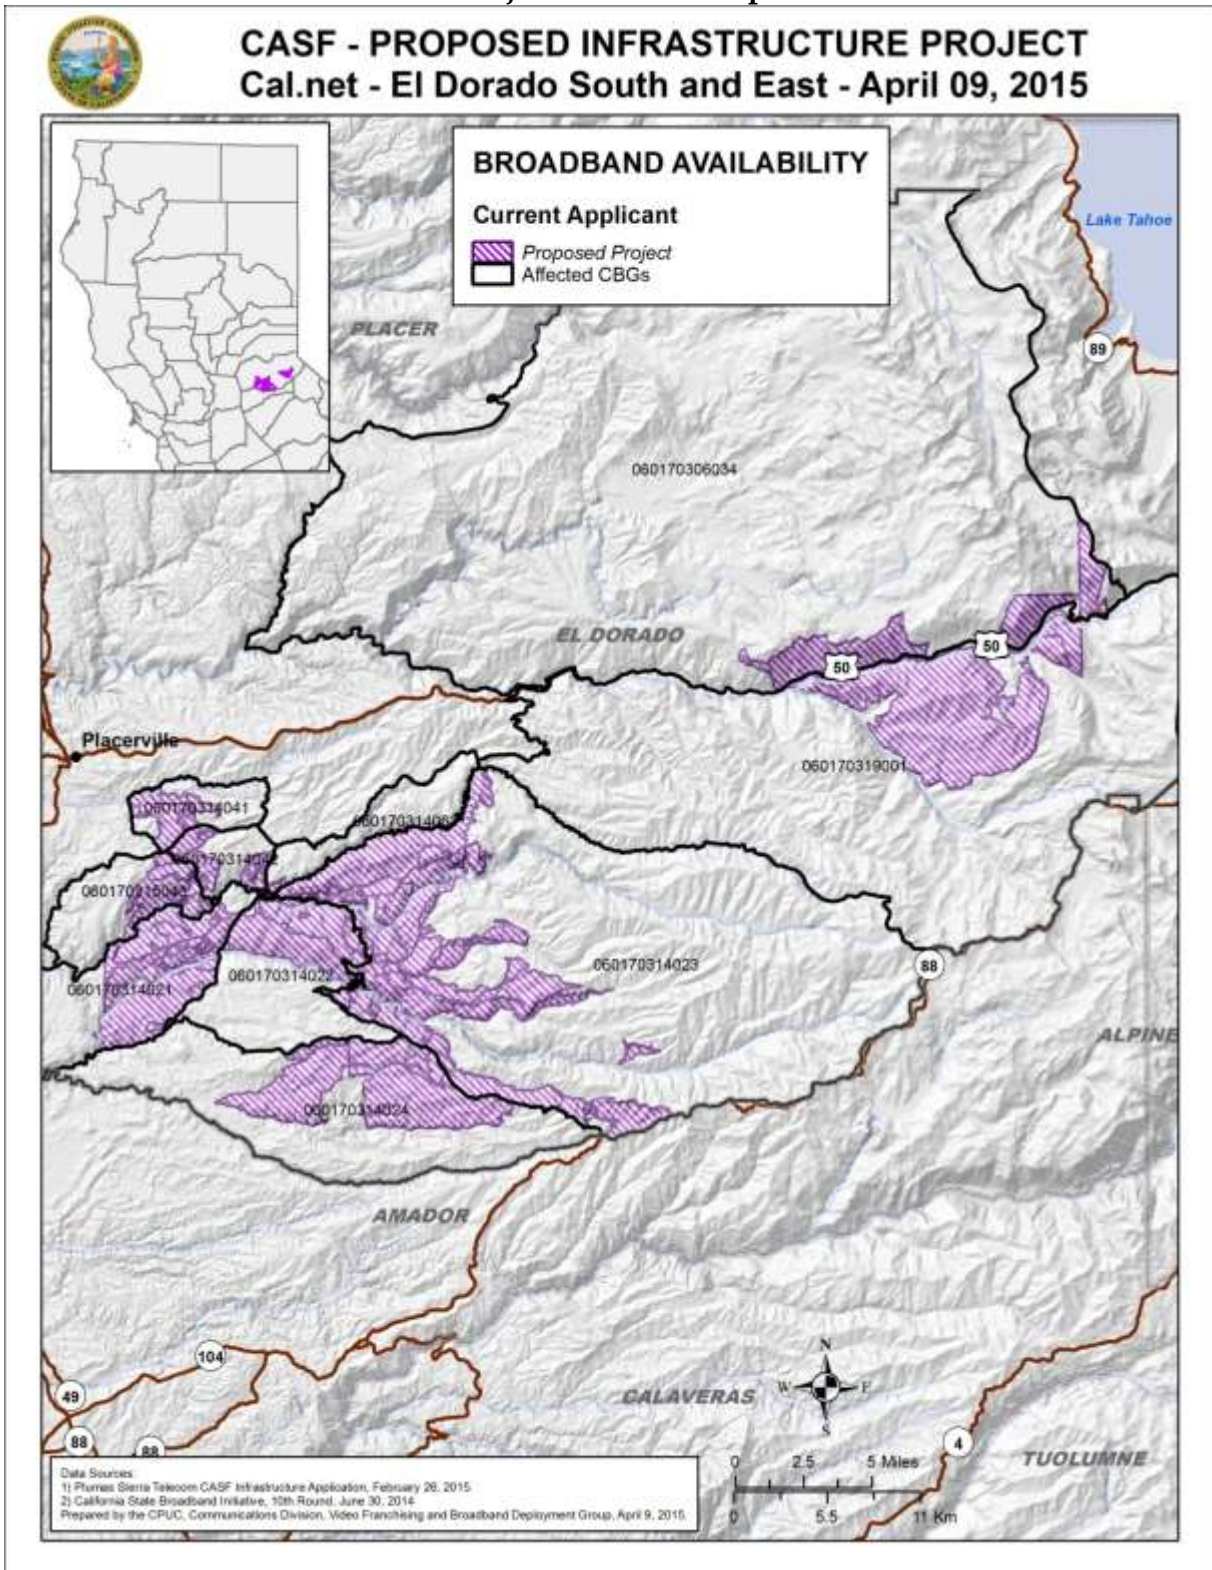 CASF - PROPOSED INFRASTRUCTURE PROJECT
Cal.net - El Dorado South and East - April 09, 2015
BROADBAND AVAILABILITY
Current Applicant
Proposed Project
Affected CBGs
Lake Tahoe
PLACER
89
060170306034
EL DORADO
50
50
Placerville
060170319001
060170314041
060170314042
060170314021
060170314022
060170314023
88
ALPINE
060170314024
AMADOR
104
49
CALAVERAS
N
W
E
S
88
88
4
TUOLUMNE
0 2.5 5 Miles
0 5.5 11 Km
Data Sources:
1) Plumas Sierra Telecom CASF Infrastructure Application, February 26, 2015.
2) California State Broadband Initiative, 10th Round, June 30, 2014
Prepared by the CPUC, Communications Division, Video Franchising and Broadband Deployment Group, April 9, 2015.